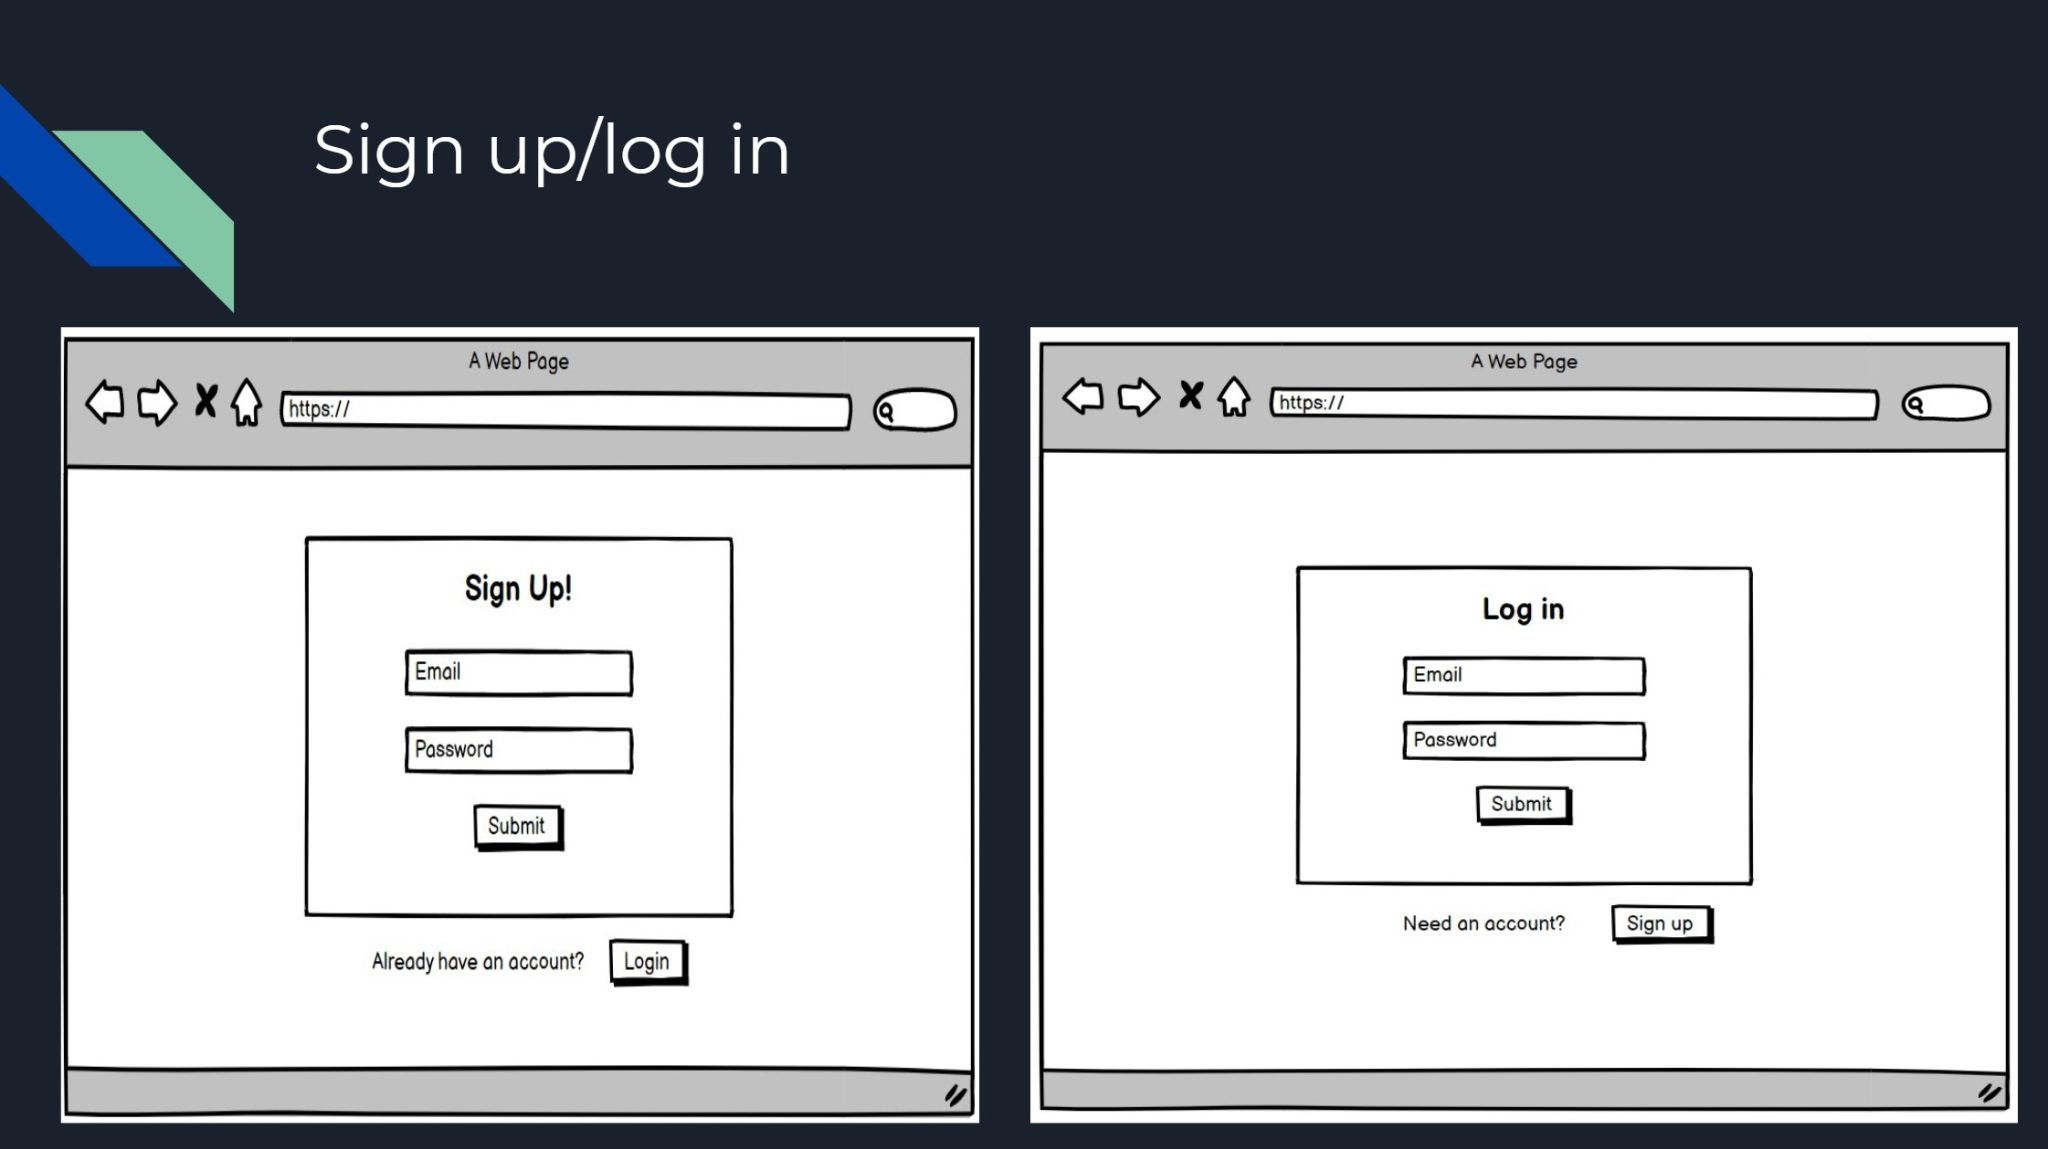 Sign up/log in
A Web Page
https://
Sign Up!
Email
Password
Submit
Already have an account? Login
A Web Page
https://
Log in
Email
Password
Submit
Need an account? Sign up